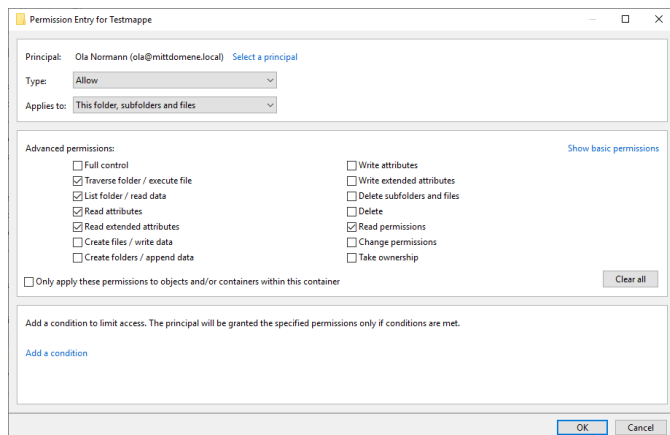 Permission Entry for Testmappe
Principal: Ola Normann (ola@mittdomene.local) Select a principal
Type: Allow
Applies to: This folder, subfolders and files
Advanced permissions: Show basic permissions
Full control
Traverse folder / execute file
List folder / read data
Read attributes
Read extended attributes
Create files / write data
Create folders / append data
Write attributes
Write extended attributes
Delete subfolders and files
Delete
Read permissions
Change permissions
Take ownership
Only apply these permissions to objects and/or containers within this container
Clear all
Add a condition to limit access. The principal will be granted the specified permissions only if conditions are met.
Add a condition
OK Cancel